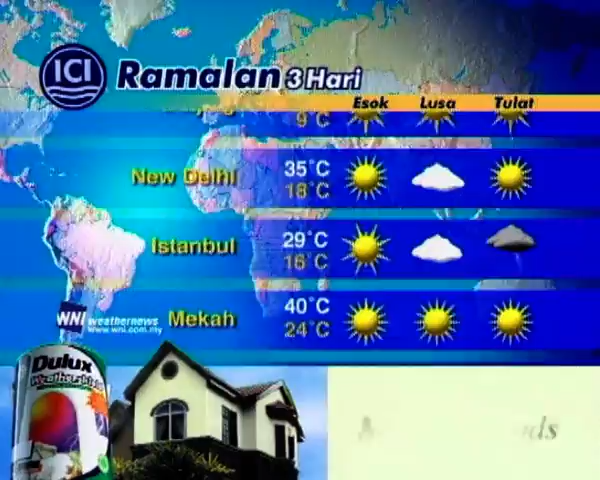 ICI
Ramalan 3 Hari
Esok Lusa Tulat
9°C
New Delhi 35°C
18°C
Istanbul 29°C
16°C
WNI weathernews
www.wni.com.my
Mekah 40°C
24°C
Dulux